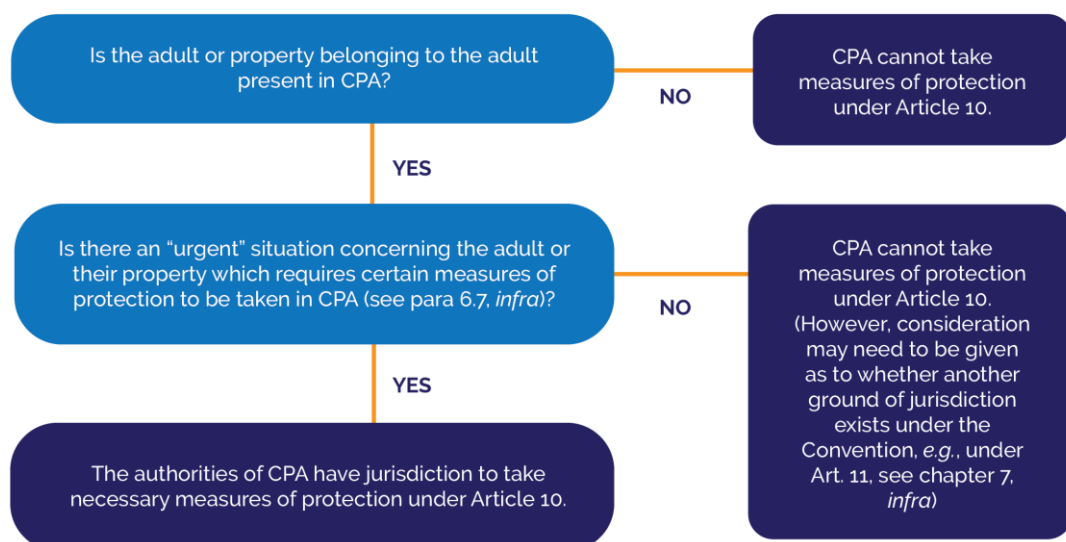 Is the adult or property belonging to the adult
present in CPA?
NO
CPA cannot take
measures of protection
under Article 10.
YES
Is there an “urgent” situation concerning the adult or
their property which requires certain measures of
protection to be taken in CPA (see para 6.7, infra)?
NO
CPA cannot take
measures of protection
under Article 10.
(However, consideration
may need to be given
as to whether another
ground of jurisdiction
exists under the
Convention, e.g., under
Art. 11, see chapter 7,
infra)
YES
The authorities of CPA have jurisdiction to take
necessary measures of protection under Article 10.